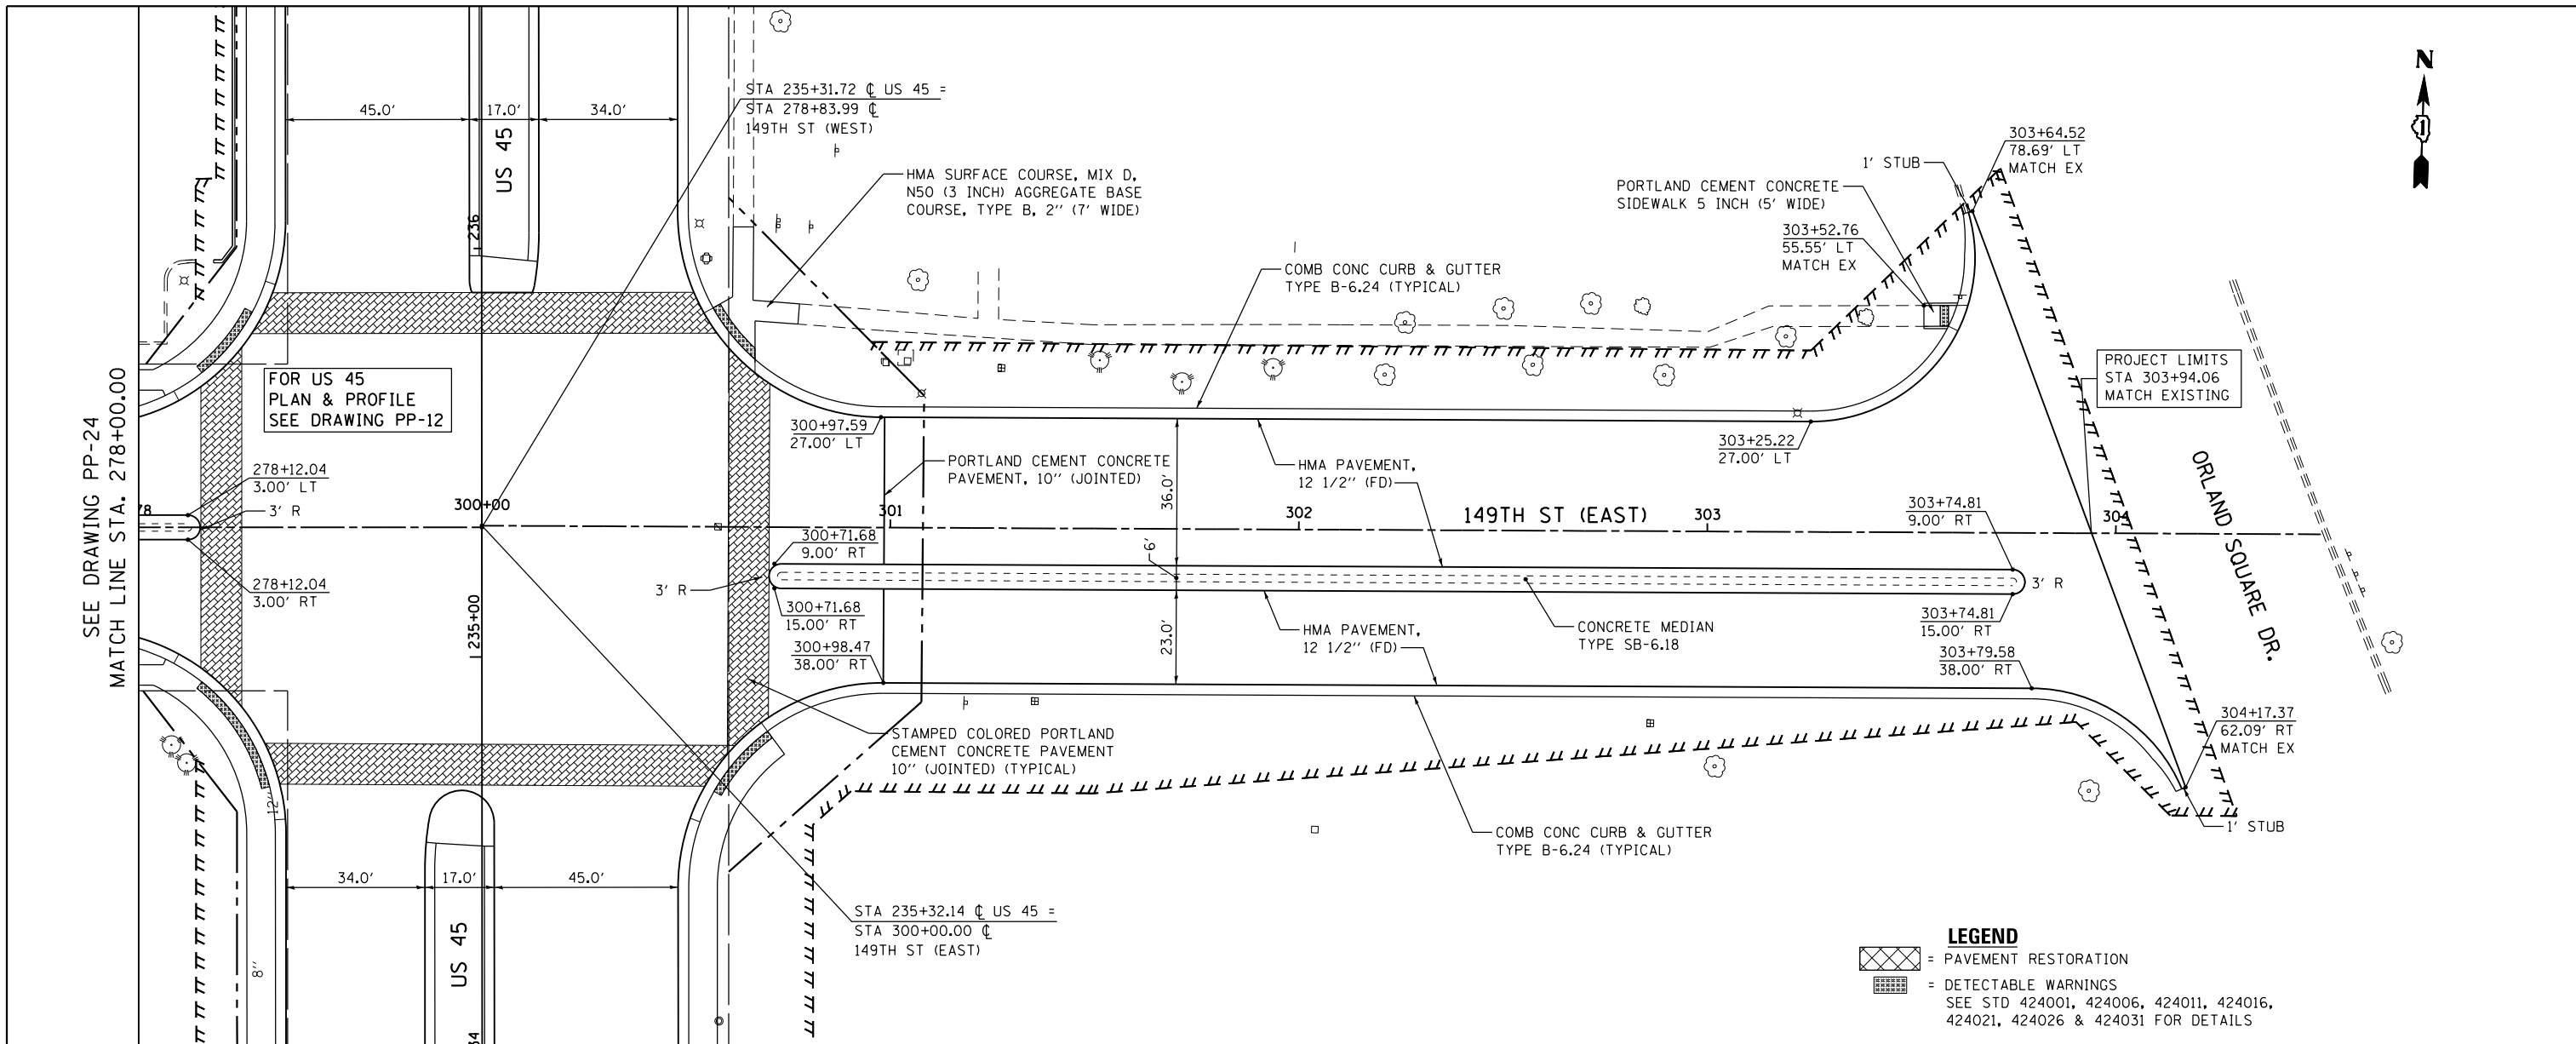 SEE DRAWING PP-24
MATCH LINE STA. 278+00.00
45.0'
17.0'
34.0'
US 45
236
STA 235+31.72 ℄ US 45 =
STA 278+83.99 ℄
149TH ST (WEST)
HMA SURFACE COURSE, MIX D,
N50 (3 INCH) AGGREGATE BASE
COURSE, TYPE B, 2'' (7' WIDE)
COMB CONC CURB & GUTTER
TYPE B-6.24 (TYPICAL)
PORTLAND CEMENT CONCRETE
SIDEWALK 5 INCH (5' WIDE)
1' STUB
303+64.52
78.69' LT
MATCH EX
303+52.76
55.55' LT
MATCH EX
N
PROJECT LIMITS
STA 303+94.06
MATCH EXISTING
FOR US 45
PLAN & PROFILE
SEE DRAWING PP-12
278+12.04
3.00' LT
3' R
278+12.04
3.00' RT
78
300+00
235+00
300+97.59
27.00' LT
PORTLAND CEMENT CONCRETE
PAVEMENT, 10'' (JOINTED)
36.0'
HMA PAVEMENT,
12 1/2'' (FD)
303+25.22
27.00' LT
301
302
149TH ST (EAST)
303
304
303+74.81
9.00' RT
ORLAND SQUARE DR.
300+71.68
9.00' RT
3' R
6'
3' R
300+71.68
15.00' RT
300+98.47
38.00' RT
23.0'
HMA PAVEMENT,
12 1/2'' (FD)
CONCRETE MEDIAN
TYPE SB-6.18
303+74.81
15.00' RT
303+79.58
38.00' RT
304+17.37
62.09' RT
MATCH EX
1' STUB
STAMPED COLORED PORTLAND
CEMENT CONCRETE PAVEMENT
10'' (JOINTED) (TYPICAL)
COMB CONC CURB & GUTTER
TYPE B-6.24 (TYPICAL)
12''
8''
34.0'
17.0'
45.0'
US 45
34
STA 235+32.14 ℄ US 45 =
STA 300+00.00 ℄
149TH ST (EAST)
LEGEND
= PAVEMENT RESTORATION
= DETECTABLE WARNINGS
SEE STD 424001, 424006, 424011, 424016,
424021, 424026 & 424031 FOR DETAILS